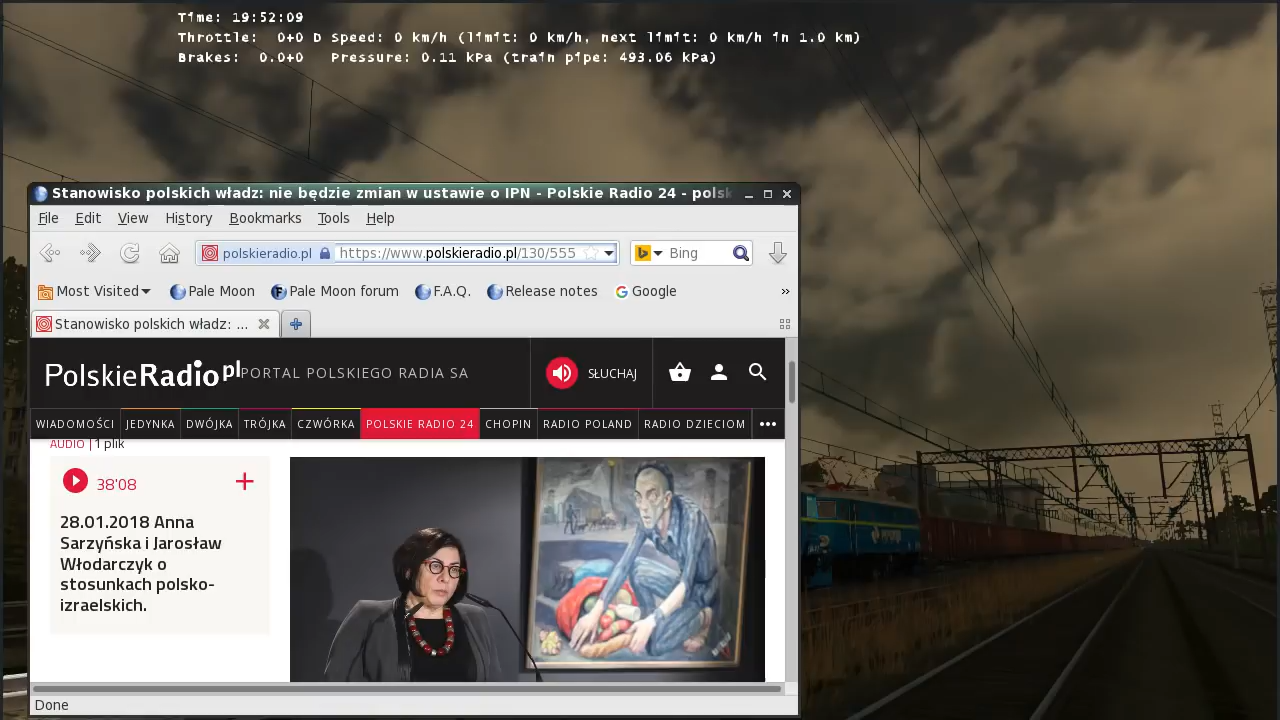 Time: 19:52:09
Throttle: 0+0 D Speed: 0 km/h (limit: 0 km/h, next limit: 0 km/h in 1.0 km)
Brakes: 0.0+0 Pressure: 0.11 kPa (train pipe: 493.06 kPa)
Stanowisko polskich władz: nie będzie zmian w ustawie o IPN - Polskie Radio 24 - polsk
File Edit View History Bookmarks Tools Help
polskieradio.pl https://www.polskieradio.pl/130/555 Bing
Most Visited Pale Moon Pale Moon forum F.A.Q. Release notes Google »
Stanowisko polskich władz: ...
PolskieRadio.pl PORTAL POLSKIEGO RADIA SA SŁUCHAJ
WIADOMOŚCI JEDYNKA DWÓJKA TRÓJKA CZWÓRKA POLSKIE RADIO 24 CHOPIN RADIO POLAND RADIO DZIECIOM •••
AUDIO | 1 plik
38'08
28.01.2018 Anna
Sarzyńska i Jarosław
Włodarczyk o
stosunkach polsko-
izraelskich.
Done